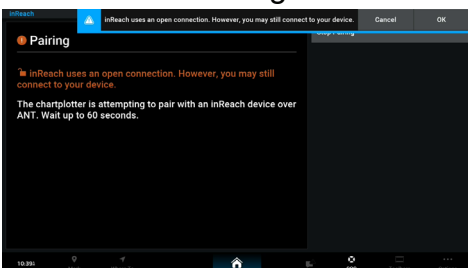 inReach
inReach uses an open connection. However, you may still connect to your device.
Cancel
OK
Stop Pairing
Pairing
inReach uses an open connection. However, you may still
connect to your device.
The chartplotter is attempting to pair with an inReach device over
ANT. Wait up to 60 seconds.